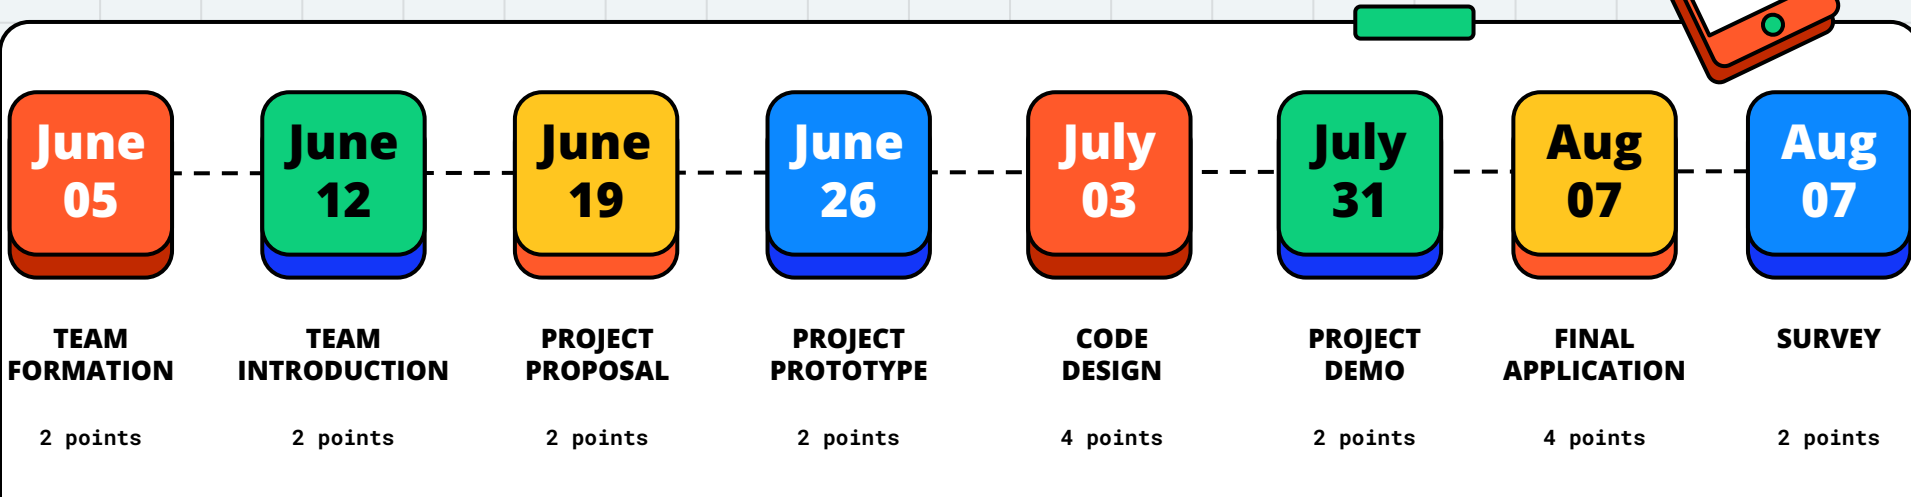 June
05
June
12
June
19
June
26
July
03
July
31
Aug
07
Aug
07
TEAM
FORMATION
TEAM
INTRODUCTION
PROJECT
PROPOSAL
PROJECT
PROTOTYPE
CODE
DESIGN
PROJECT
DEMO
FINAL
APPLICATION
SURVEY
2 points
2 points
2 points
2 points
4 points
2 points
4 points
2 points